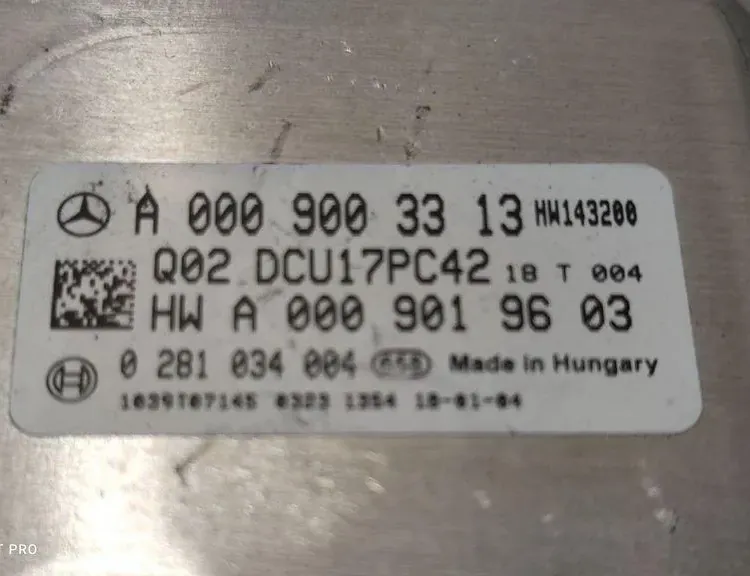 A 000 900 33 13 HW143200
Q02 DCU17PC42 18 T 004
HW A 000 901 96 03
0 281 034 004 Made in Hungary
1039T07145 0323 1354 18-01-04
T PRO